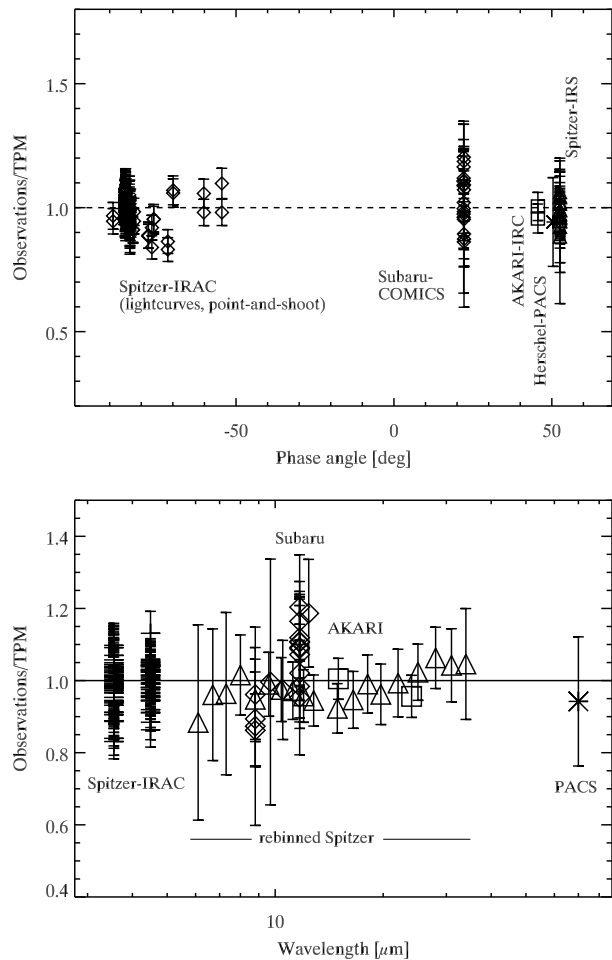 1.5
1.0
0.5
Observations/TPM
Spitzer-IRAC
(lightcurves, point-and-shoot)
Subaru-
COMICS
AKARI-IRC
Herschel-PACS
Spitzer-IRS
-50
0
50
Phase angle [deg]
1.4
1.2
1.0
0.8
0.6
0.4
Observations/TPM
Subaru
AKARI
Spitzer-IRAC
PACS
rebinned Spitzer
10
Wavelength [μm]